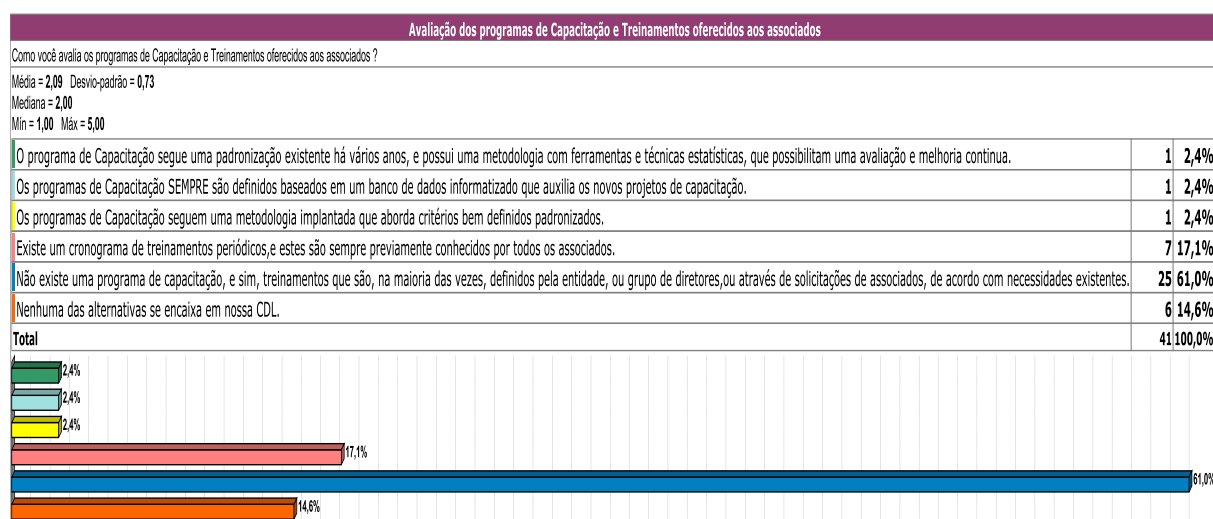 Avaliação dos programas de Capacitação e Treinamentos oferecidos aos associados
Como você avalia os programas de Capacitação e Treinamentos oferecidos aos associados ?
Média = 2,09 Desvio-padrão = 0,73
Mediana = 2,00
Mín = 1,00 Máx = 5,00
O programa de Capacitação segue uma padronização existente há vários anos, e possui uma metodologia com ferramentas e técnicas estatísticas, que possibilitam uma avaliação e melhoria continua. 1 2,4%
Os programas de Capacitação SEMPRE são definidos baseados em um banco de dados informatizado que auxilia os novos projetos de capacitação. 1 2,4%
Os programas de Capacitação seguem uma metodologia implantada que aborda critérios bem definidos padronizados. 1 2,4%
Existe um cronograma de treinamentos periódicos,e estes são sempre previamente conhecidos por todos os associados. 7 17,1%
Não existe uma programa de capacitação, e sim, treinamentos que são, na maioria das vezes, definidos pela entidade, ou grupo de diretores,ou através de solicitações de associados, de acordo com necessidades existentes. 25 61,0%
Nenhuma das alternativas se encaixa em nossa CDL. 6 14,6%
Total 41 100,0%
2,4%
2,4%
2,4%
17,1%
61,0%
14,6%